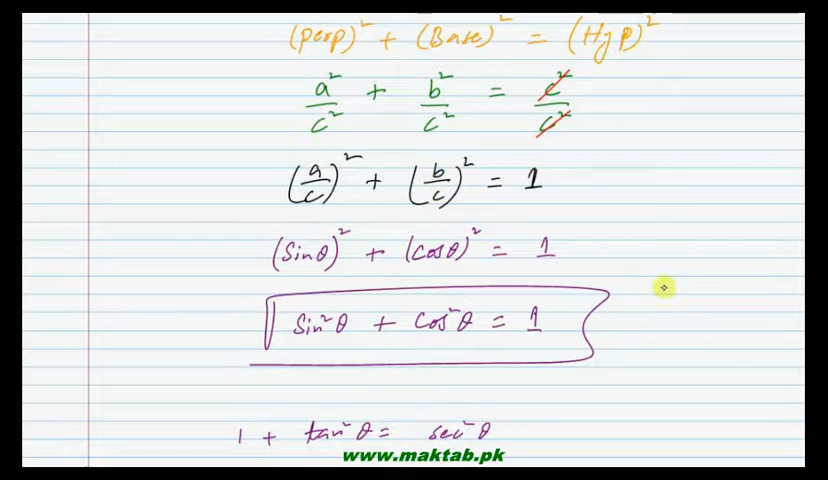 (perp)² + (Base)² = (Hyp)²
a²/c² + b²/c² = c²/c²
(a/c)² + (b/c)² = 1
(Sinθ)² + (Cosθ)² = 1
Sin²θ + Cos²θ = 1
1 + tan²θ = sec²θ
www.maktab.pk